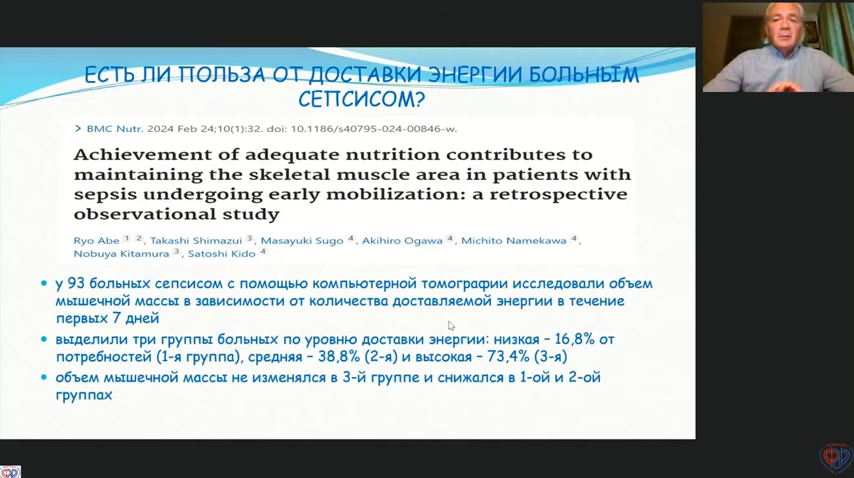 ЕСТЬ ЛИ ПОЛЬЗА ОТ ДОСТАВКИ ЭНЕРГИИ БОЛЬНЫМ
СЕПСИСОМ?
> BMC Nutr. 2024 Feb 24;10(1):32. doi: 10.1186/s40795-024-00846-w.
Achievement of adequate nutrition contributes to
maintaining the skeletal muscle area in patients with
sepsis undergoing early mobilization: a retrospective
observational study
Ryo Abe 1 2, Takashi Shimazui 3, Masayuki Sugo 4, Akihiro Ogawa 4, Michito Namekawa 4,
Nobuya Kitamura 3, Satoshi Kido 4
• у 93 больных сепсисом с помощью компьютерной томографии исследовали объем
мышечной массы в зависимости от количества доставляемой энергии в течение
первых 7 дней
• выделили три группы больных по уровню доставки энергии: низкая – 16,8% от
потребностей (1-я группа), средняя – 38,8% (2-я) и высокая – 73,4% (3-я)
• объем мышечной массы не изменялся в 3-й группе и снижался в 1-ой и 2-ой
группах